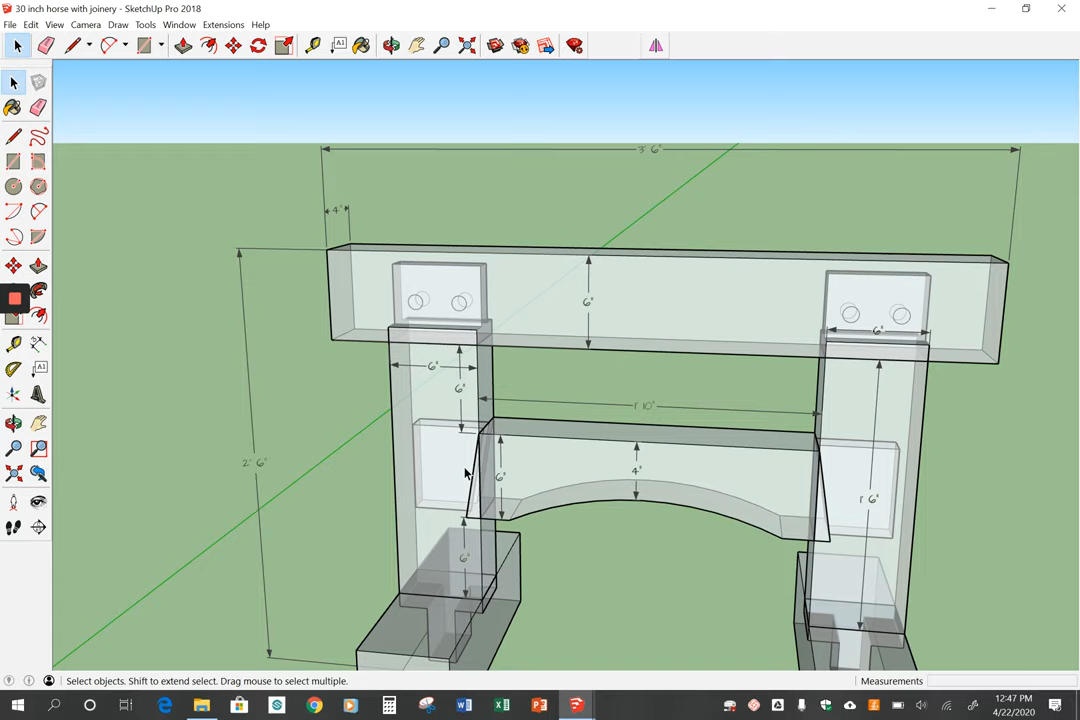 30 inch horse with joinery - SketchUp Pro 2018
File Edit View Camera Draw Tools Window Extensions Help
A1
A1
3' 6"
4"
6"
6"
6"
6"
1' 10"
2' 6"
6"
4"
1' 6"
6"
Select objects. Shift to extend select. Drag mouse to select multiple.
Measurements
12:47 PM
4/22/2020